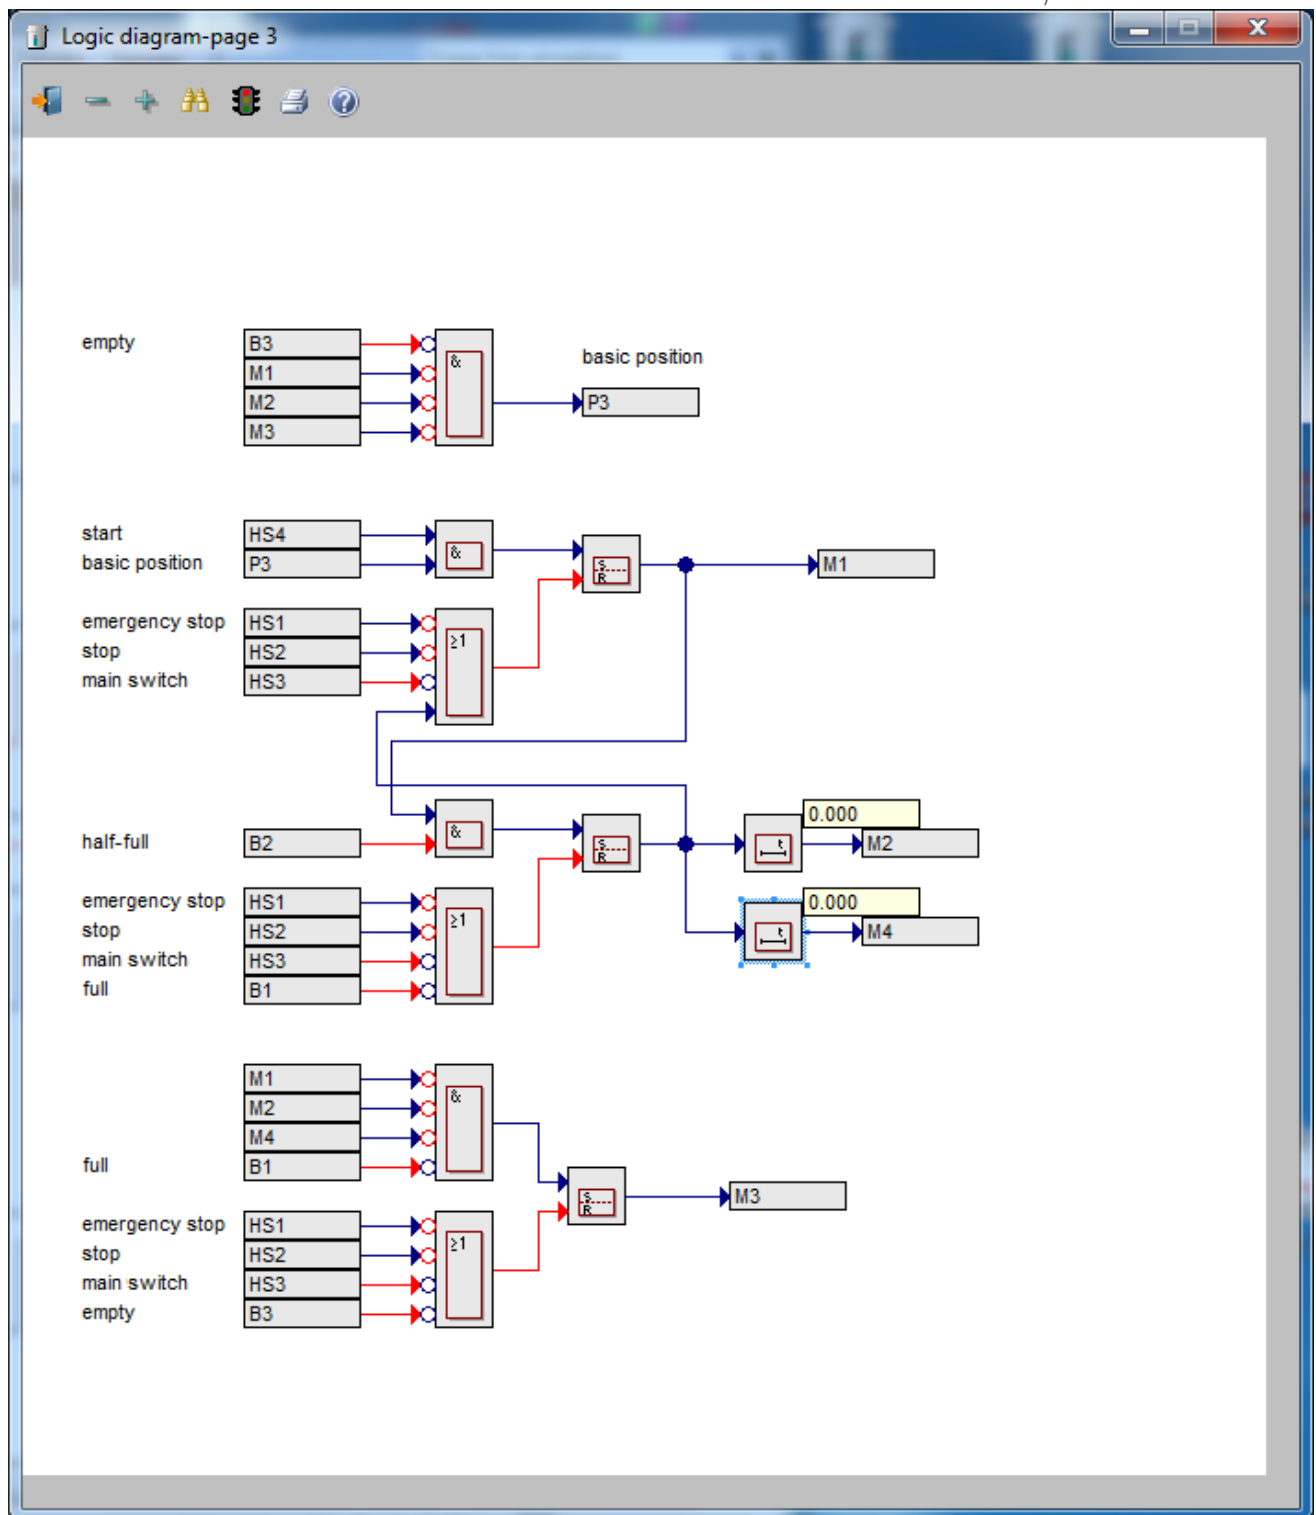 Logic diagram-page 3
empty B3
&
basic position
M1
M2
P3
M3
start HS4
&
basic position P3
S
R
M1
emergency stop HS1
≥1
stop HS2
main switch HS3
0.000
half-full B2
&
S
R
t
M2
emergency stop HS1
0.000
≥1
stop HS2
t
M4
main switch HS3
full B1
M1
&
M2
M4
full B1
S
R
M3
emergency stop HS1
≥1
stop HS2
main switch HS3
empty B3